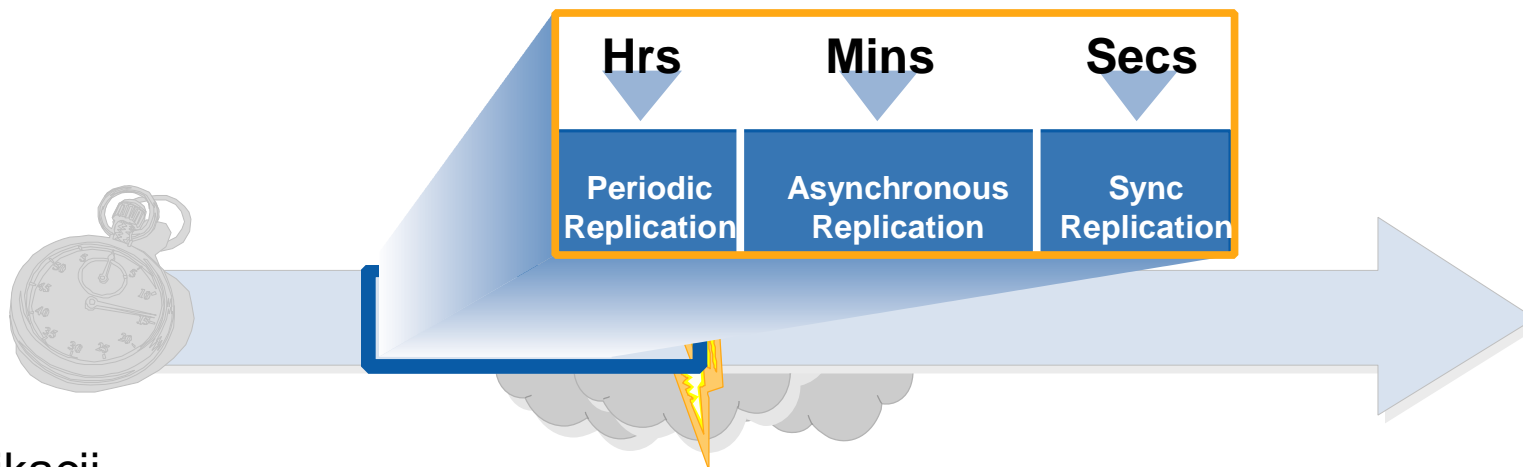 Hrs Mins Secs
Periodic Asynchronous Sync
Replication Replication Replication